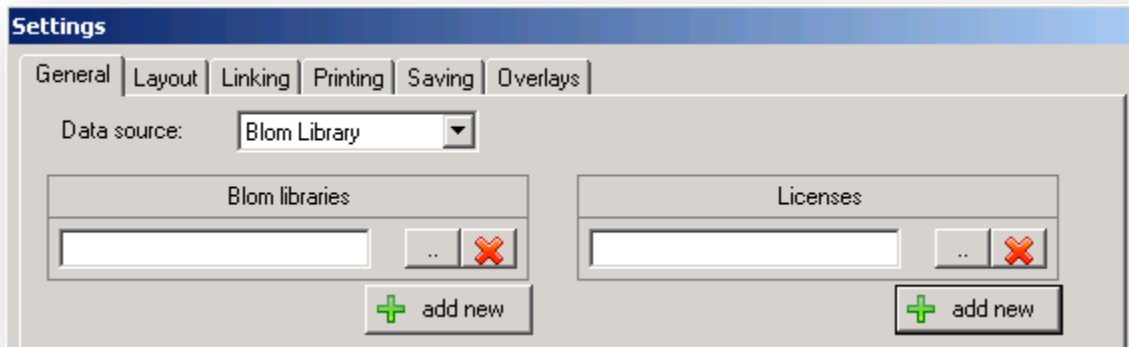 Settings
General Layout Linking Printing Saving Overlays
Data source: Blom Library
Blom libraries Licenses
.. ..
add new add new